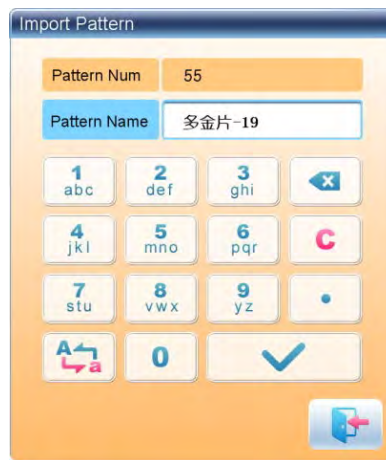 Import Pattern
Pattern Num 55
Pattern Name 多金片-19
1 2 3
abc def ghi
4 5 6 C
jkl mno pqr
7 8 9
stu vwx yz .
A a 0